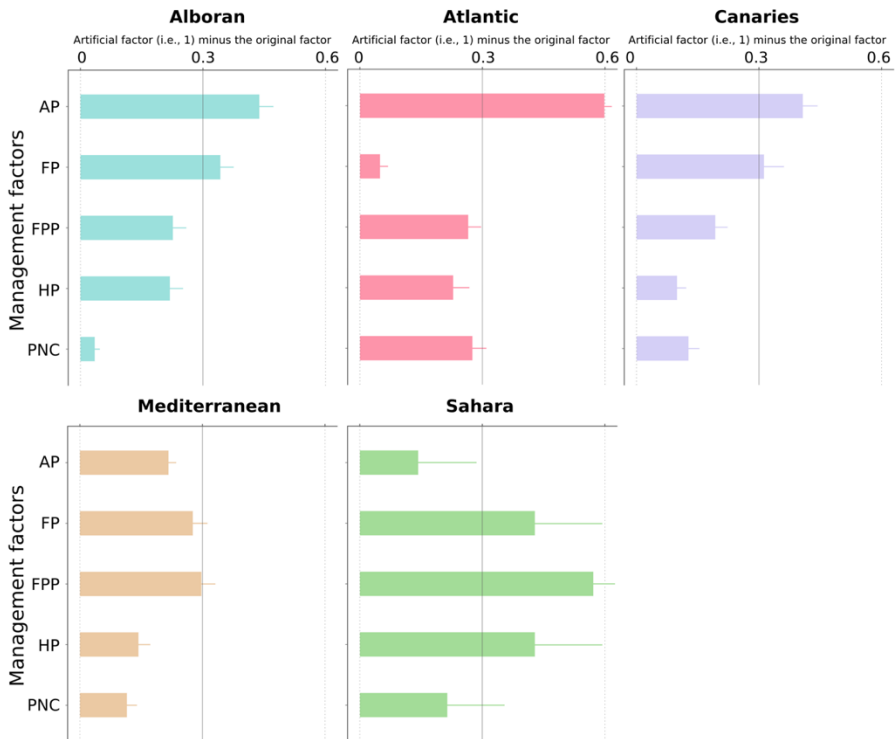 Alboran
Atlantic
Canaries
Artificial factor (i.e., 1) minus the original factor
Artificial factor (i.e., 1) minus the original factor
Artificial factor (i.e., 1) minus the original factor
0 0.3 0.6
0 0.3 0.6
0 0.3 0.6
Management factors
AP
FP
FPP
HP
PNC
Mediterranean
Sahara
Management factors
AP
FP
FPP
HP
PNC